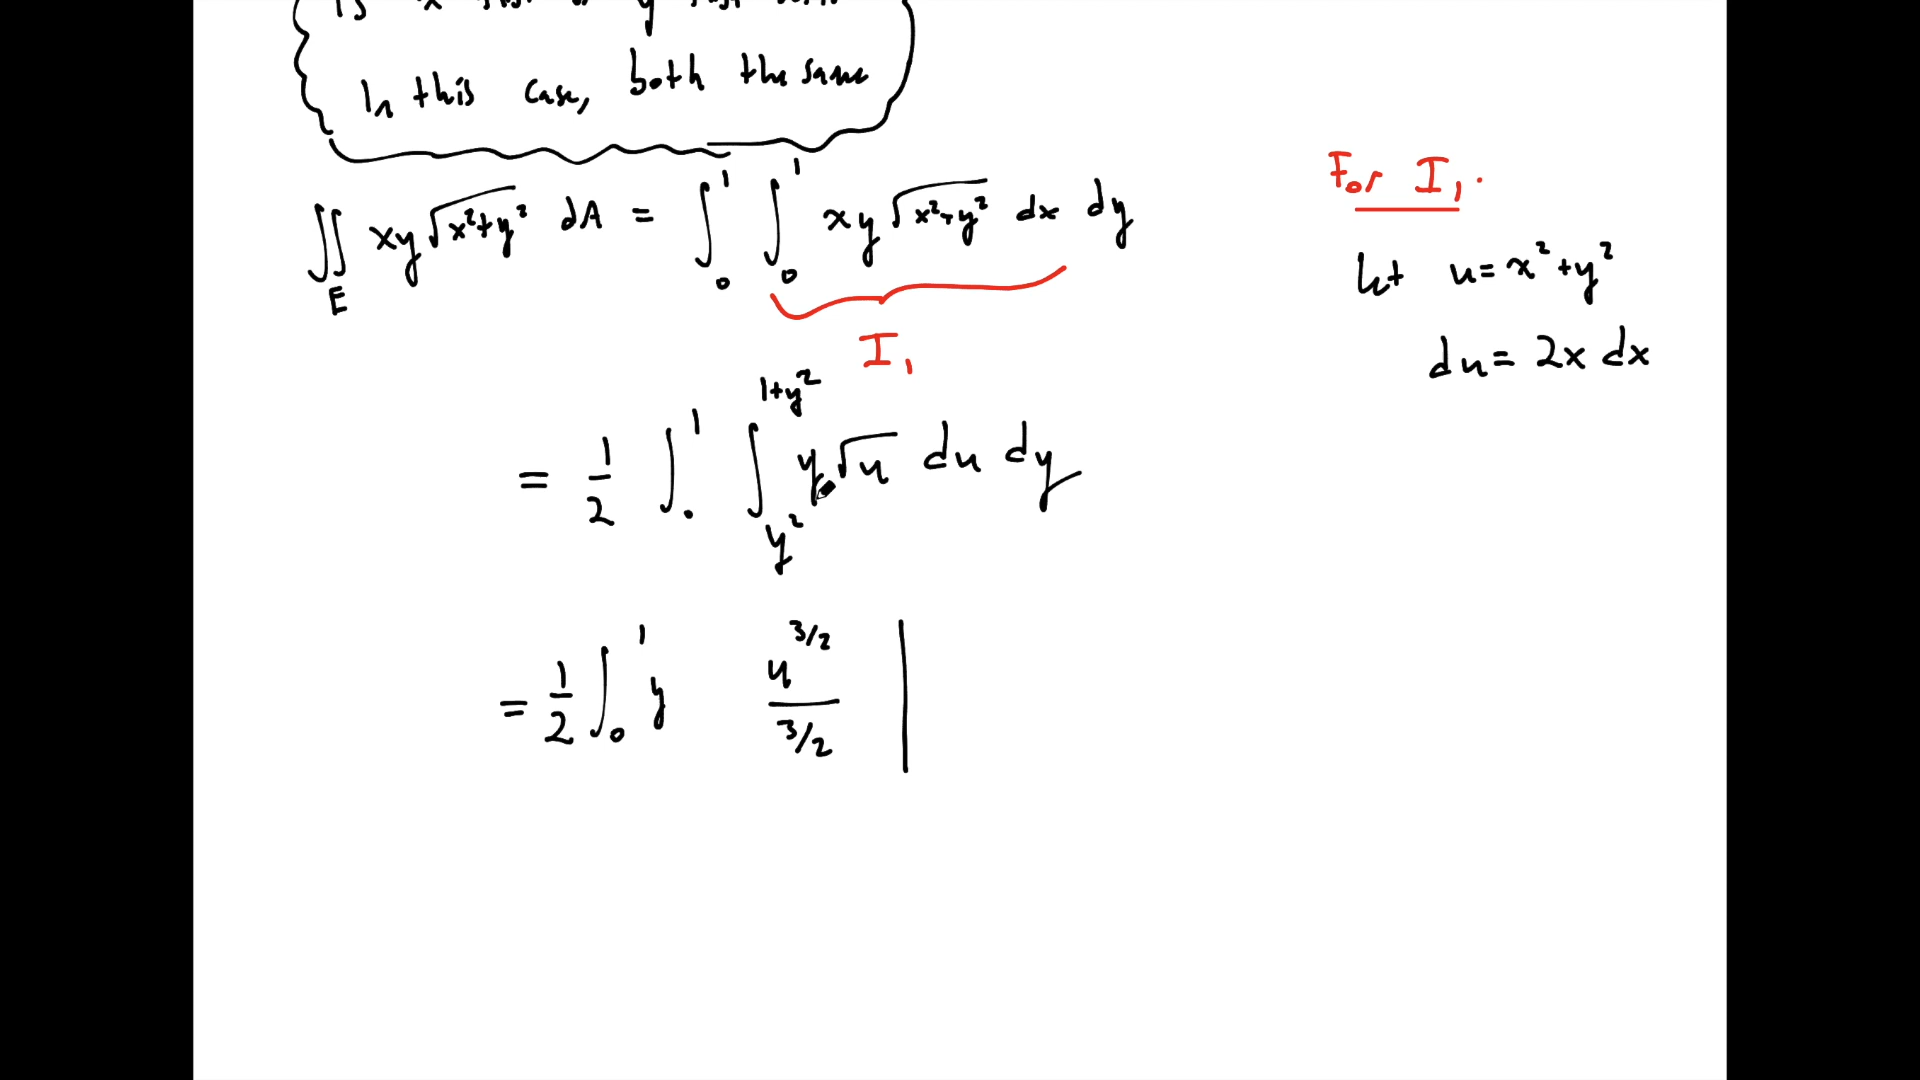 In this case, both the same
∬_E xy√(x²+y²) dA = ∫₀¹ ∫₀¹ xy√(x²+y²) dx dy
I₁
= 1/2 ∫₀¹ ∫_{y²}^{1+y²} y√u du dy
= 1/2 ∫₀¹ y u^{3/2} / (3/2) |
For I₁.
let u = x²+y²
du = 2x dx